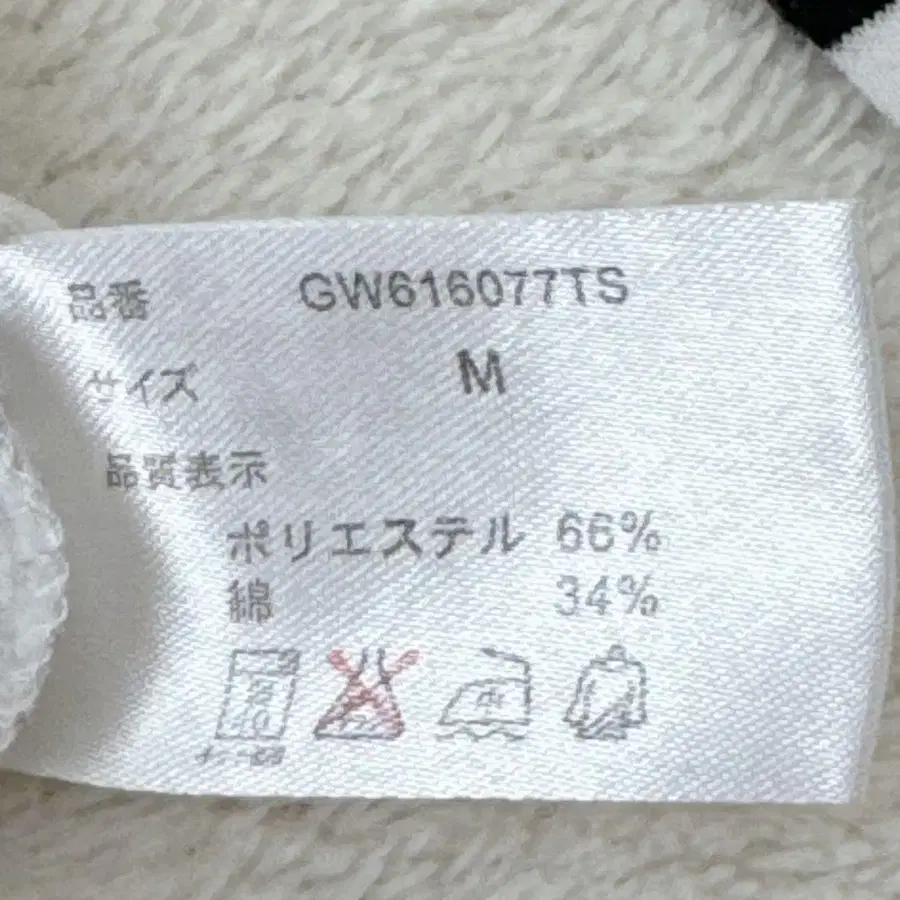 品番 GW616077TS
サイズ M
品質表示
ポリエステル 66%
綿 34%
中